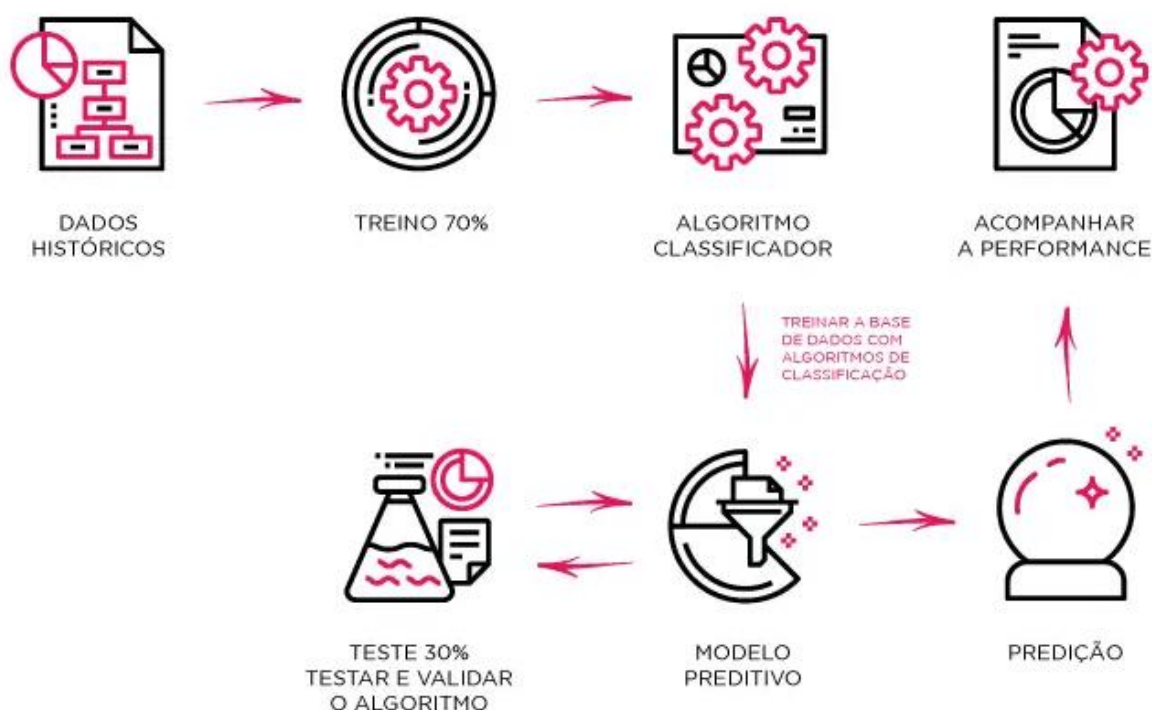 DADOS
HISTÓRICOS
TREINO 70%
ALGORITMO
CLASSIFICADOR
ACOMPANHAR
A PERFORMANCE
TREINAR A BASE
DE DADOS COM
ALGORITMOS DE
CLASSIFICAÇÃO
TESTE 30%
TESTAR E VALIDAR
O ALGORITMO
MODELO
PREDITIVO
PREDIÇÃO